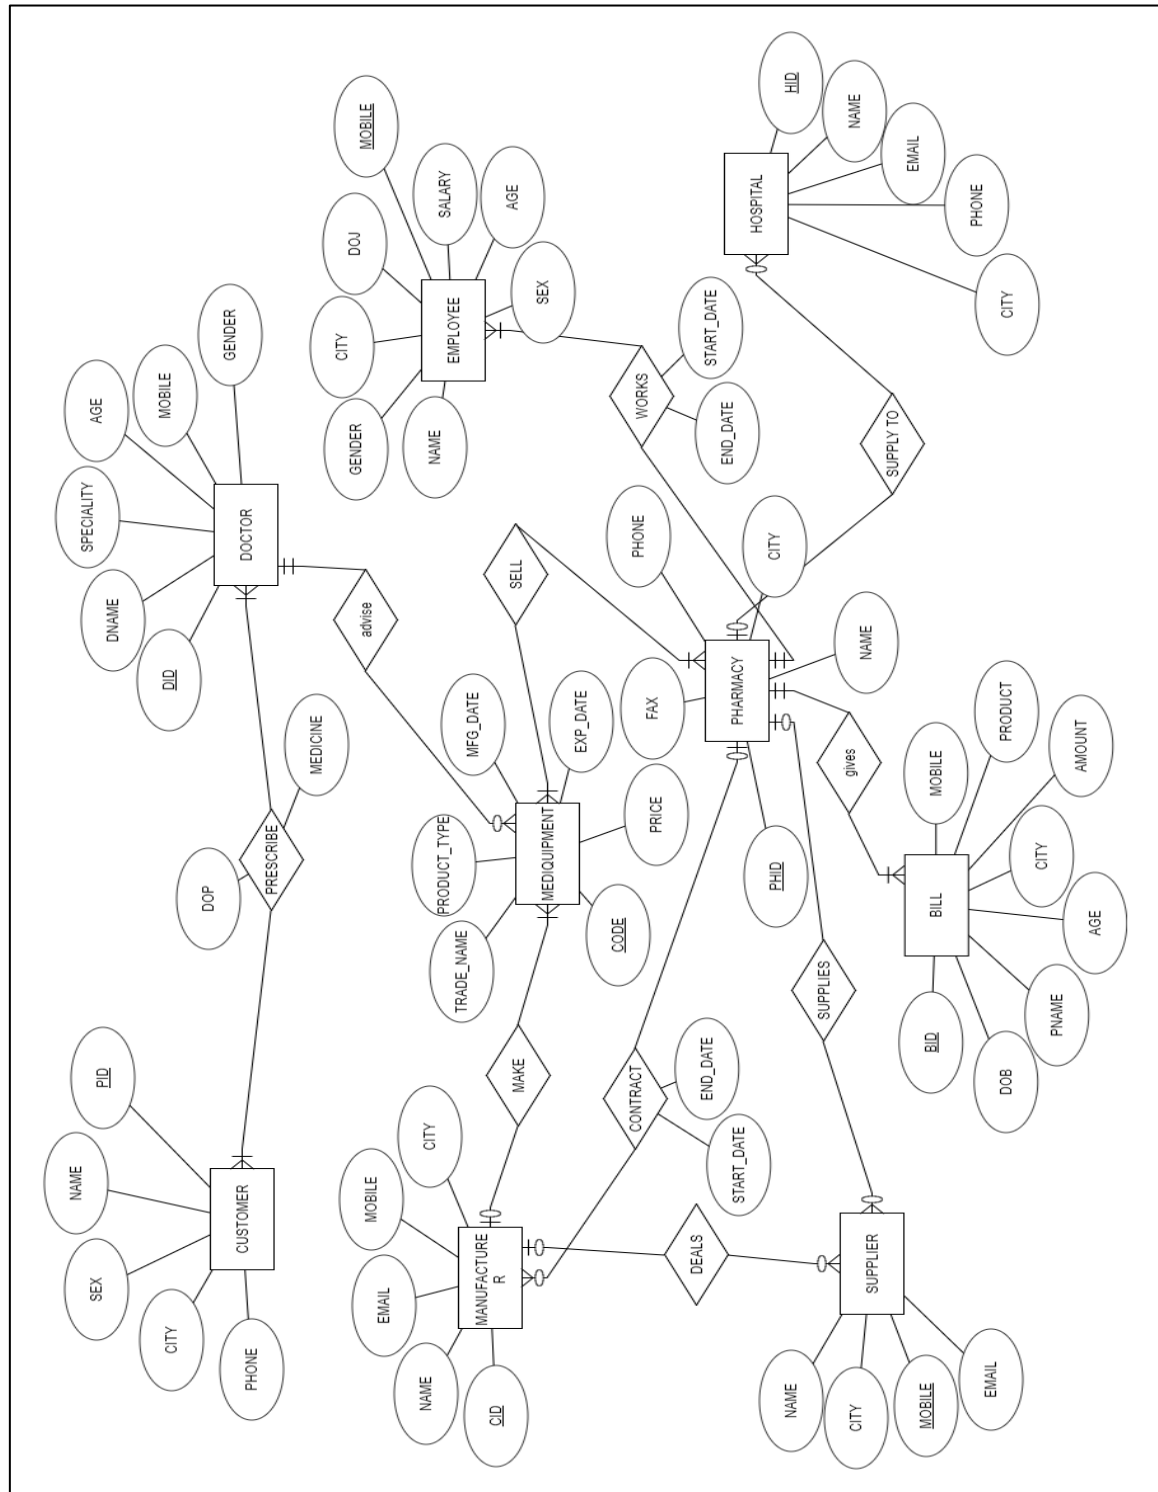 PID
NAME
SEX
CITY
PHONE
CUSTOMER
DOP
PRESCRIBE
MEDICINE
DID
DNAME
SPECIALITY
AGE
MOBILE
GENDER
DOCTOR
advise
NAME
EMAIL
MOBILE
CITY
CID
MANUFACTURE
R
MAKE
TRADE_NAME
PRODUCT_TYPE
MFG_DATE
MEDIQUIPMENT
EXP_DATE
PRICE
CODE
SELL
GENDER
CITY
DOJ
MOBILE
SALARY
AGE
SEX
NAME
EMPLOYEE
WORKS
START_DATE
END_DATE
CONTRACT
START_DATE
END_DATE
FAX
PHONE
CITY
NAME
PHID
PHARMACY
SUPPLY TO
HOSPITAL
HID
NAME
EMAIL
PHONE
CITY
DEALS
SUPPLIES
gives
NAME
CITY
MOBILE
EMAIL
SUPPLIER
BID
DOB
PNAME
AGE
CITY
AMOUNT
PRODUCT
MOBILE
BILL